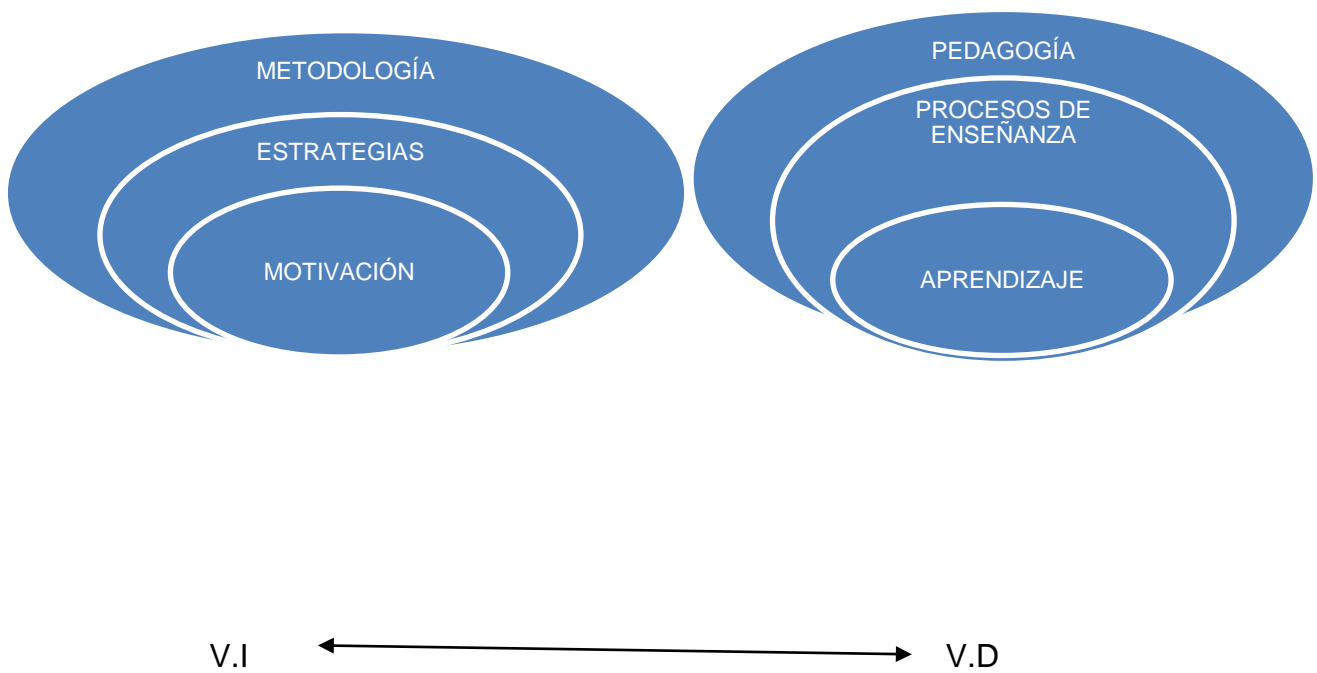 METODOLOGÍA
ESTRATEGIAS
MOTIVACIÓN
PEDAGOGÍA
PROCESOS DE
ENSEÑANZA
APRENDIZAJE
V.I
V.D